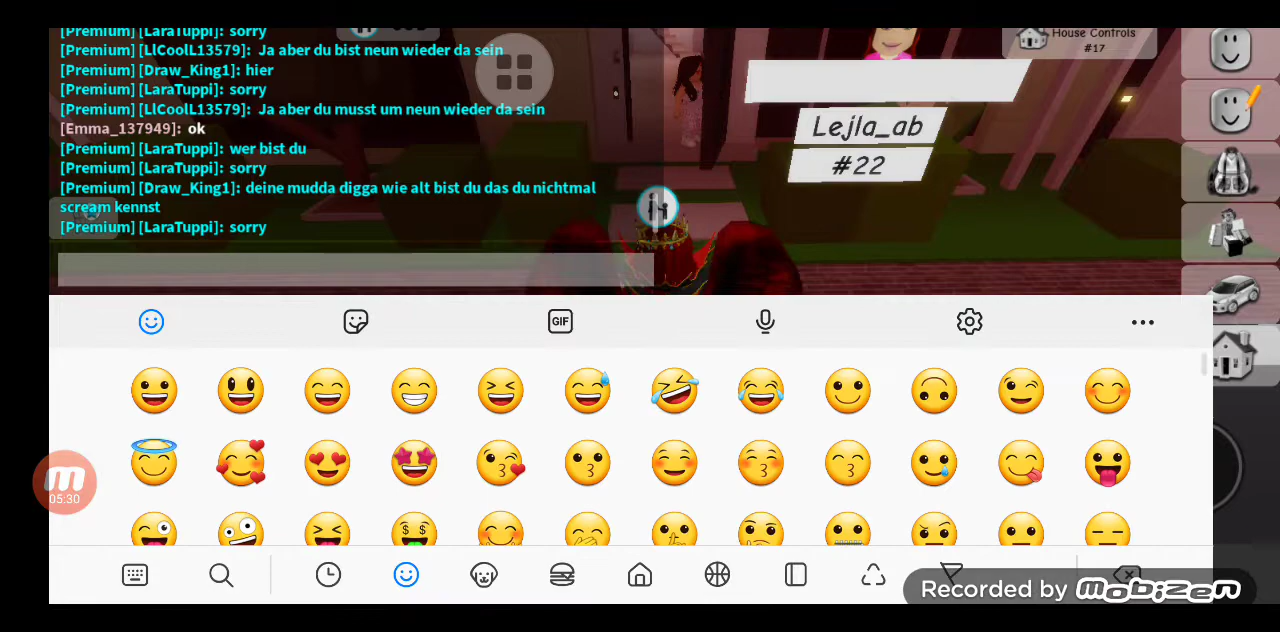 [Premium] [LaraTuppi]: sorry
[Premium] [LlCoolL13579]: Ja aber du bist neun wieder da sein
[Premium] [Draw_King1]: hier
[Premium] [LaraTuppi]: sorry
[Premium] [LlCoolL13579]: Ja aber du musst um neun wieder da sein
[Emma_137949]: ok
[Premium] [LaraTuppi]: wer bist du
[Premium] [LaraTuppi]: sorry
[Premium] [Draw_King1]: deine mudda digga wie alt bist du das du nichtmal
scream kennst
[Premium] [LaraTuppi]: sorry
House Controls
#17
Lejla_ab
#22
GIF
M
05:30
Recorded by mobizen